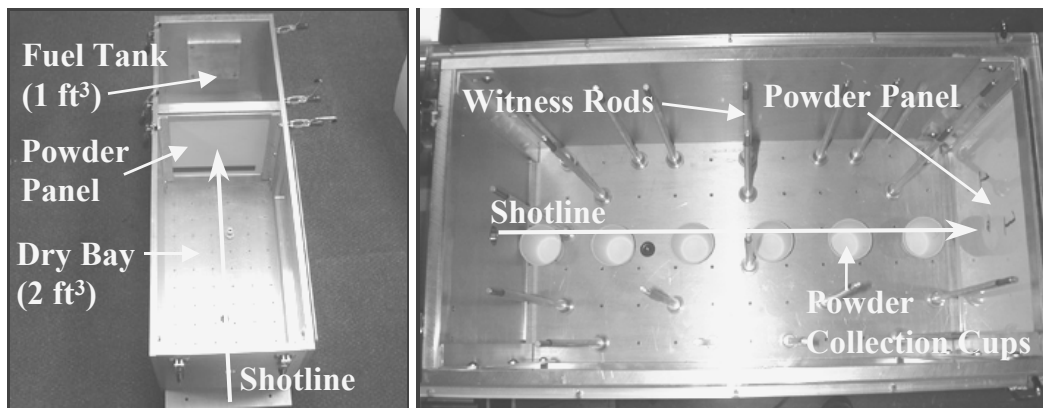 Fuel Tank
(1 ft³)
Powder
Panel
Dry Bay
(2 ft³)
Shotline
Witness Rods
Powder Panel
Shotline
Powder
Collection Cups